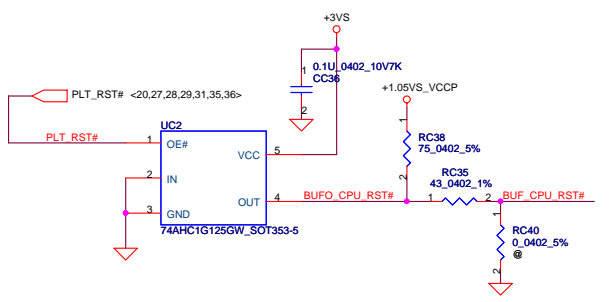 +3VS
1
0.1U_0402_10V7K
CC36
2
+1.05VS_VCCP
PLT_RST# <20,27,28,29,31,35,36>
UC2
PLT_RST#
1
OE#
VCC
5
2
IN
3
GND
OUT
4
74AHC1G125GW_SOT353-5
BUFO_CPU_RST#
1
RC38
75_0402_5%
2
RC35
43_0402_1%
1
2
BUF_CPU_RST#
1
RC40
0_0402_5%
@
2